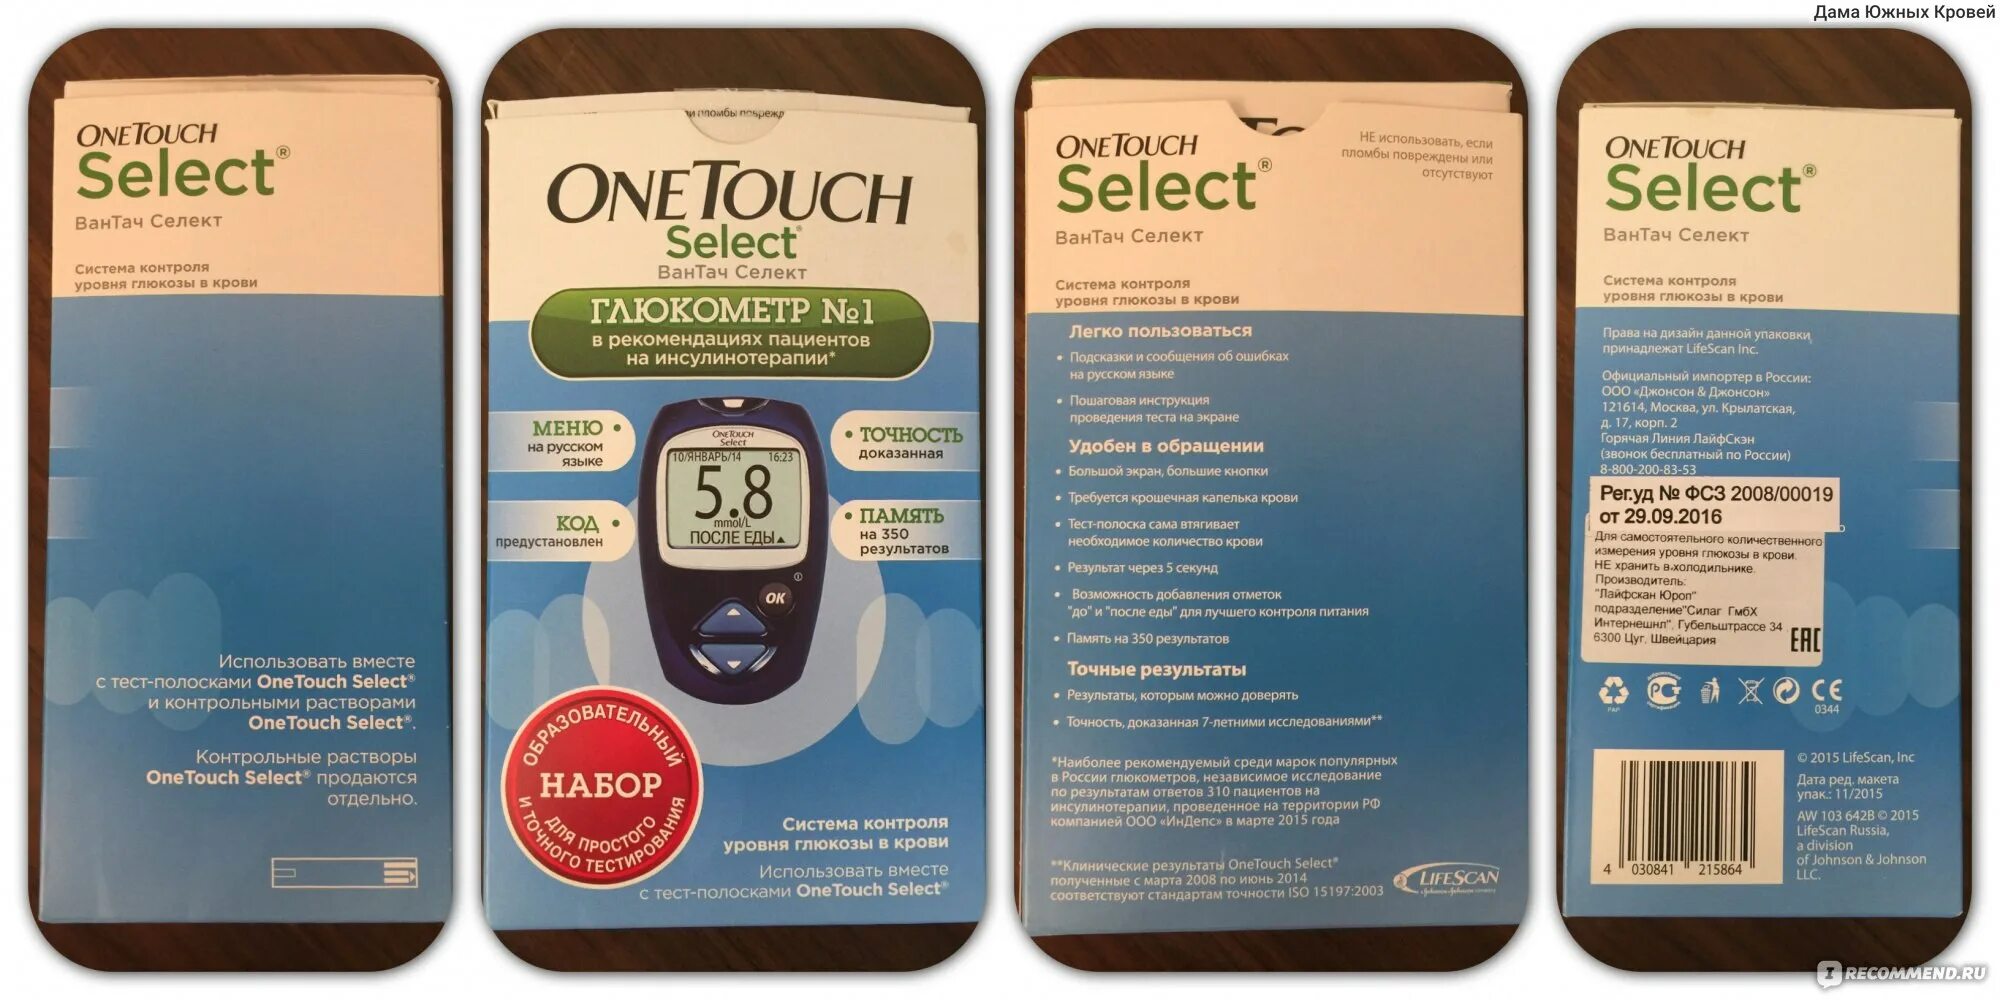 Дама Южных Кровей
ONETOUCH
Select®
ВанТач Селект
Система контроля
уровня глюкозы в крови
Использовать вместе
с тест-полосками OneTouch Select®
и контрольными растворами
OneTouch Select®.
Контрольные растворы
OneTouch Select® продаются
отдельно.
и пломбы поврежд
ONETOUCH
Select®
ВанТач Селект
ГЛЮКОМЕТР №1
в рекомендациях пациентов
на инсулинотерапии*
МЕНЮ
на русском
языке
ТОЧНОСТЬ
доказанная
КОД
предустановлен
ПАМЯТЬ
на 350
результатов
ONETOUCH
Select
10/ЯНВАРЬ/14 16:23
5.8
mmol/L
ПОСЛЕ ЕДЫ
OK
ОБРАЗОВАТЕЛЬНЫЙ
НАБОР
ДЛЯ ПРОСТОГО
И ТОЧНОГО ТЕСТИРОВАНИЯ
Система контроля
уровня глюкозы в крови
Использовать вместе
с тест-полосками OneTouch Select®
ONETOUCH
Select®
ВанТач Селект
НЕ использовать, если
пломбы повреждены или
отсутствуют
Система контроля
уровня глюкозы в крови
Легко пользоваться
• Подсказки и сообщения об ошибках
на русском языке
• Пошаговая инструкция
проведения теста на экране
Удобен в обращении
• Большой экран, большие кнопки
• Требуется крошечная капелька крови
• Тест-полоска сама втягивает
необходимое количество крови
• Результат через 5 секунд
• Возможность добавления отметок
"до" и "после еды" для лучшего контроля питания
• Память на 350 результатов
Точные результаты
• Результаты, которым можно доверять
• Точность, доказанная 7-летними исследованиями**
*Наиболее рекомендуемый среди марок популярных
в России глюкометров, независимое исследование
по результатам ответов 310 пациентов на
инсулинотерапии, проведенное на территории РФ
компанией ООО «ИнДепс» в марте 2015 года
**Клинические результаты OneTouch Select®
полученные с марта 2008 по июнь 2014
соответствуют стандартам точности ISO 15197:2003
LIFESCAN
ONETOUCH
Select®
ВанТач Селект
Система контроля
уровня глюкозы в крови
Права на дизайн данной упаковки,
принадлежат LifeScan Inc.
Официальный импортер в России:
ООО «Джонсон & Джонсон»
121614, Москва, ул. Крылатская,
д. 17, корп. 2
Горячая Линия ЛайфСкэн
(звонок бесплатный по России)
8-800-200-83-53
Рег.уд № ФСЗ 2008/00019
от 29.09.2016
Для самостоятельного количественного
измерения уровня глюкозы в крови.
НЕ хранить в холодильнике.
Производитель:
"Лайфскан Юроп"
подразделение"Силаг ГмбХ
Интернешнл", Губельштрассе 34
6300 Цуг, Швейцария
EAC
PAP
CE
0344
© 2015 LifeScan, Inc
Дата ред. макета
упак.: 11/2015
AW 103 642B © 2015
LifeScan Russia,
a division
of Johnson & Johnson
LLC.
4 030841 215864
IRECOMMEND.RU